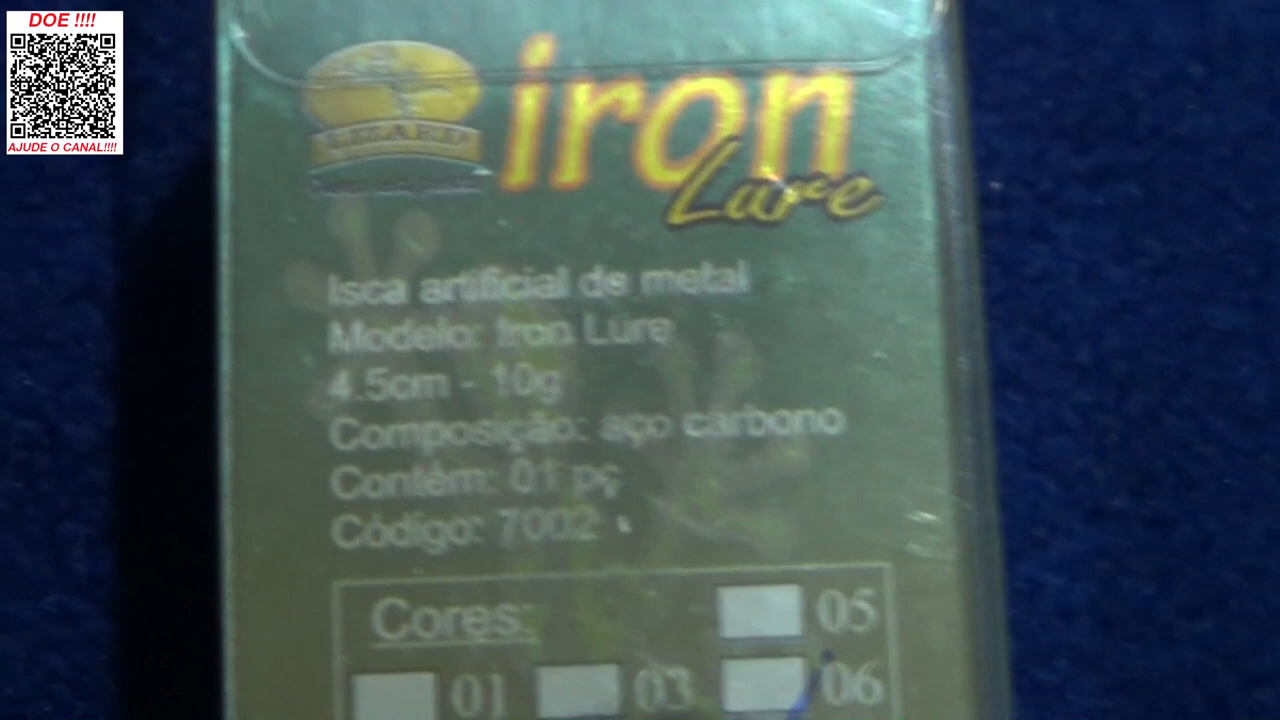 DOE !!!!
AJUDE O CANAL!!!!
LIZARD
iron
Lure
Isca artificial de metal
Modelo: Iron Lure
4.5cm - 10g
Composição: aço carbono
Contém: 01 pç
Código: 7002
Cores:
05
01 03 06